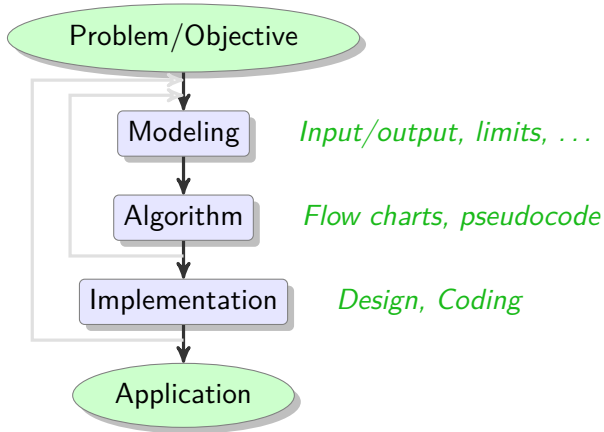 Problem/Objective
Modeling
Input/output, limits, ...
Algorithm
Flow charts, pseudocode
Implementation
Design, Coding
Application